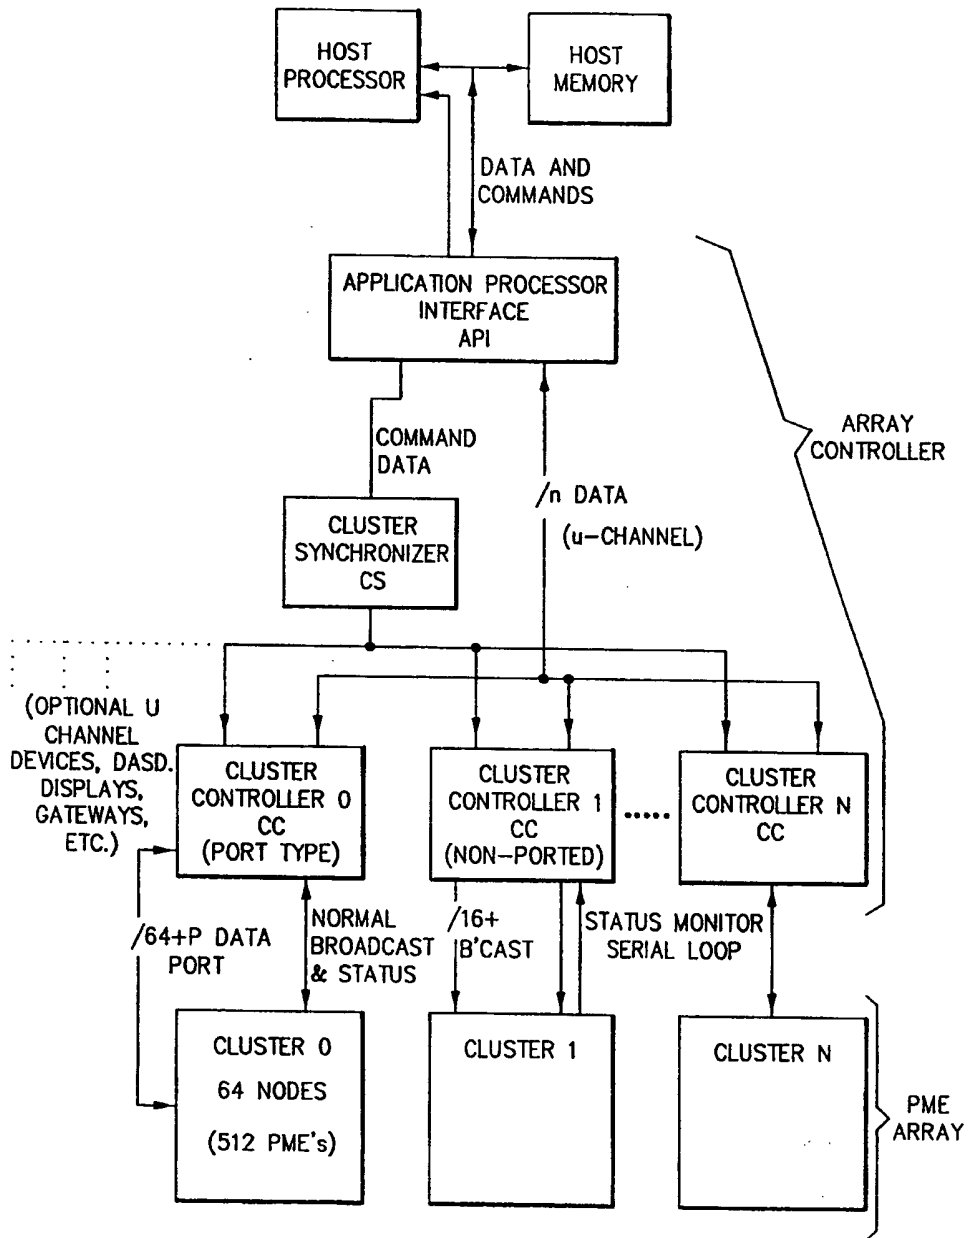 HOST
PROCESSOR
HOST
MEMORY
DATA AND
COMMANDS
APPLICATION PROCESSOR
INTERFACE
API
ARRAY
CONTROLLER
COMMAND
DATA
/n DATA
(u-CHANNEL)
CLUSTER
SYNCHRONIZER
CS
(OPTIONAL U
CHANNEL
DEVICES, DASD.
DISPLAYS,
GATEWAYS,
ETC.)
CLUSTER
CONTROLLER 0
CC
(PORT TYPE)
CLUSTER
CONTROLLER 1
CC
(NON-PORTED)
CLUSTER
CONTROLLER N
CC
/64+P DATA
PORT
NORMAL
BROADCAST
& STATUS
/16+
B'CAST
STATUS MONITOR
SERIAL LOOP
CLUSTER 0
64 NODES
(512 PME's)
CLUSTER 1
CLUSTER N
PME
ARRAY